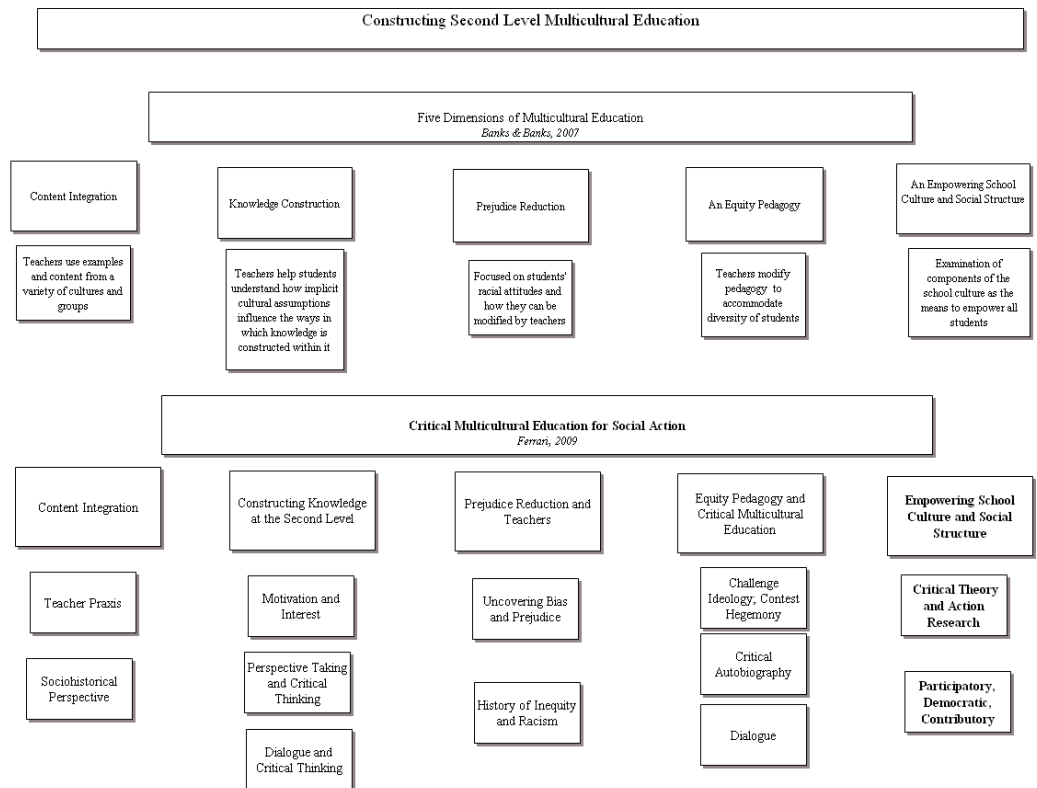 Constructing Second Level Multicultural Education
Five Dimensions of Multicultural Education
Banks & Banks, 2007
Content Integration
Knowledge Construction
Prejudice Reduction
An Equity Pedagogy
An Empowering School
Culture and Social Structure
Teachers use examples
and content from a
variety of cultures and
groups
Teachers help students
understand how implicit
cultural assumptions
influence the ways in
which knowledge is
constructed within it
Focused on students'
racial attitudes and
how they can be
modified by teachers
Teachers modify
pedagogy to
accommodate
diversity of students
Examination of
components of the
school culture as the
means to empower all
students
Critical Multicultural Education for Social Action
Ferrari, 2009
Content Integration
Constructing Knowledge
at the Second Level
Prejudice Reduction and
Teachers
Equity Pedagogy and
Critical Multicultural
Education
Empowering School
Culture and Social
Structure
Teacher Praxis
Motivation and
Interest
Uncovering Bias
and Prejudice
Challenge
Ideology; Contest
Hegemony
Critical Theory
and Action
Research
Sociohistorical
Perspective
Perspective Taking
and Critical
Thinking
History of Inequity
and Racism
Critical
Autobiography
Participatory,
Democratic,
Contributory
Dialogue and
Critical Thinking
Dialogue